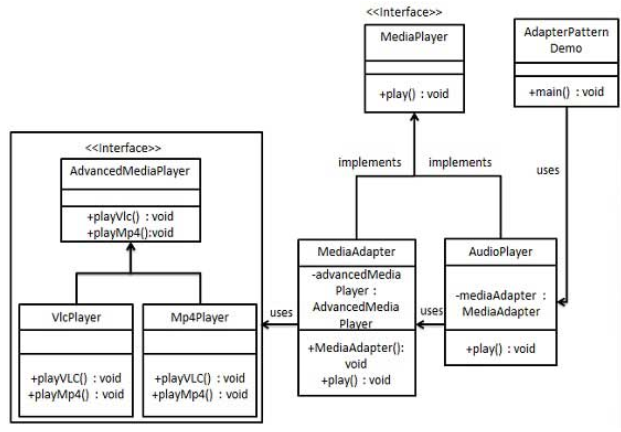 <<Interface>>
MediaPlayer
+play() : void
AdapterPattern
Demo
+main() : void
implements
implements
uses
<<Interface>>
AdvancedMediaPlayer
+playVlc() : void
+playMp4():void
VlcPlayer
+playVLC() : void
+playMp4() : void
Mp4Player
+playVLC() : void
+playMp4() : void
uses
MediaAdapter
-advancedMedia
Player :
AdvancedMedia
Player
+MediaAdapter():
void
+play() : void
uses
AudioPlayer
-mediaAdapter :
MediaAdapter
+play() : void